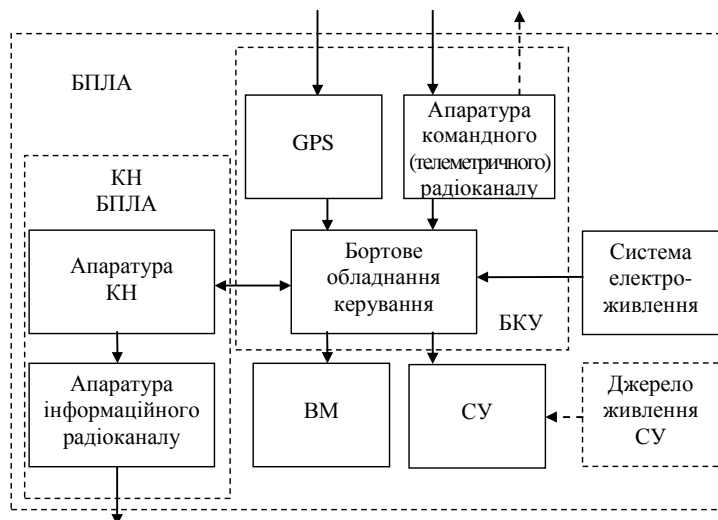 БПЛА
GPS
Апаратура
командного
(телеметричного)
радіоканалу
КН
БПЛА
Апаратура
КН
Бортове
обладнання
керування
Система
електро-
живлення
БКУ
Апаратура
інформаційного
радіоканалу
ВМ
СУ
Джерело
живлення
СУ